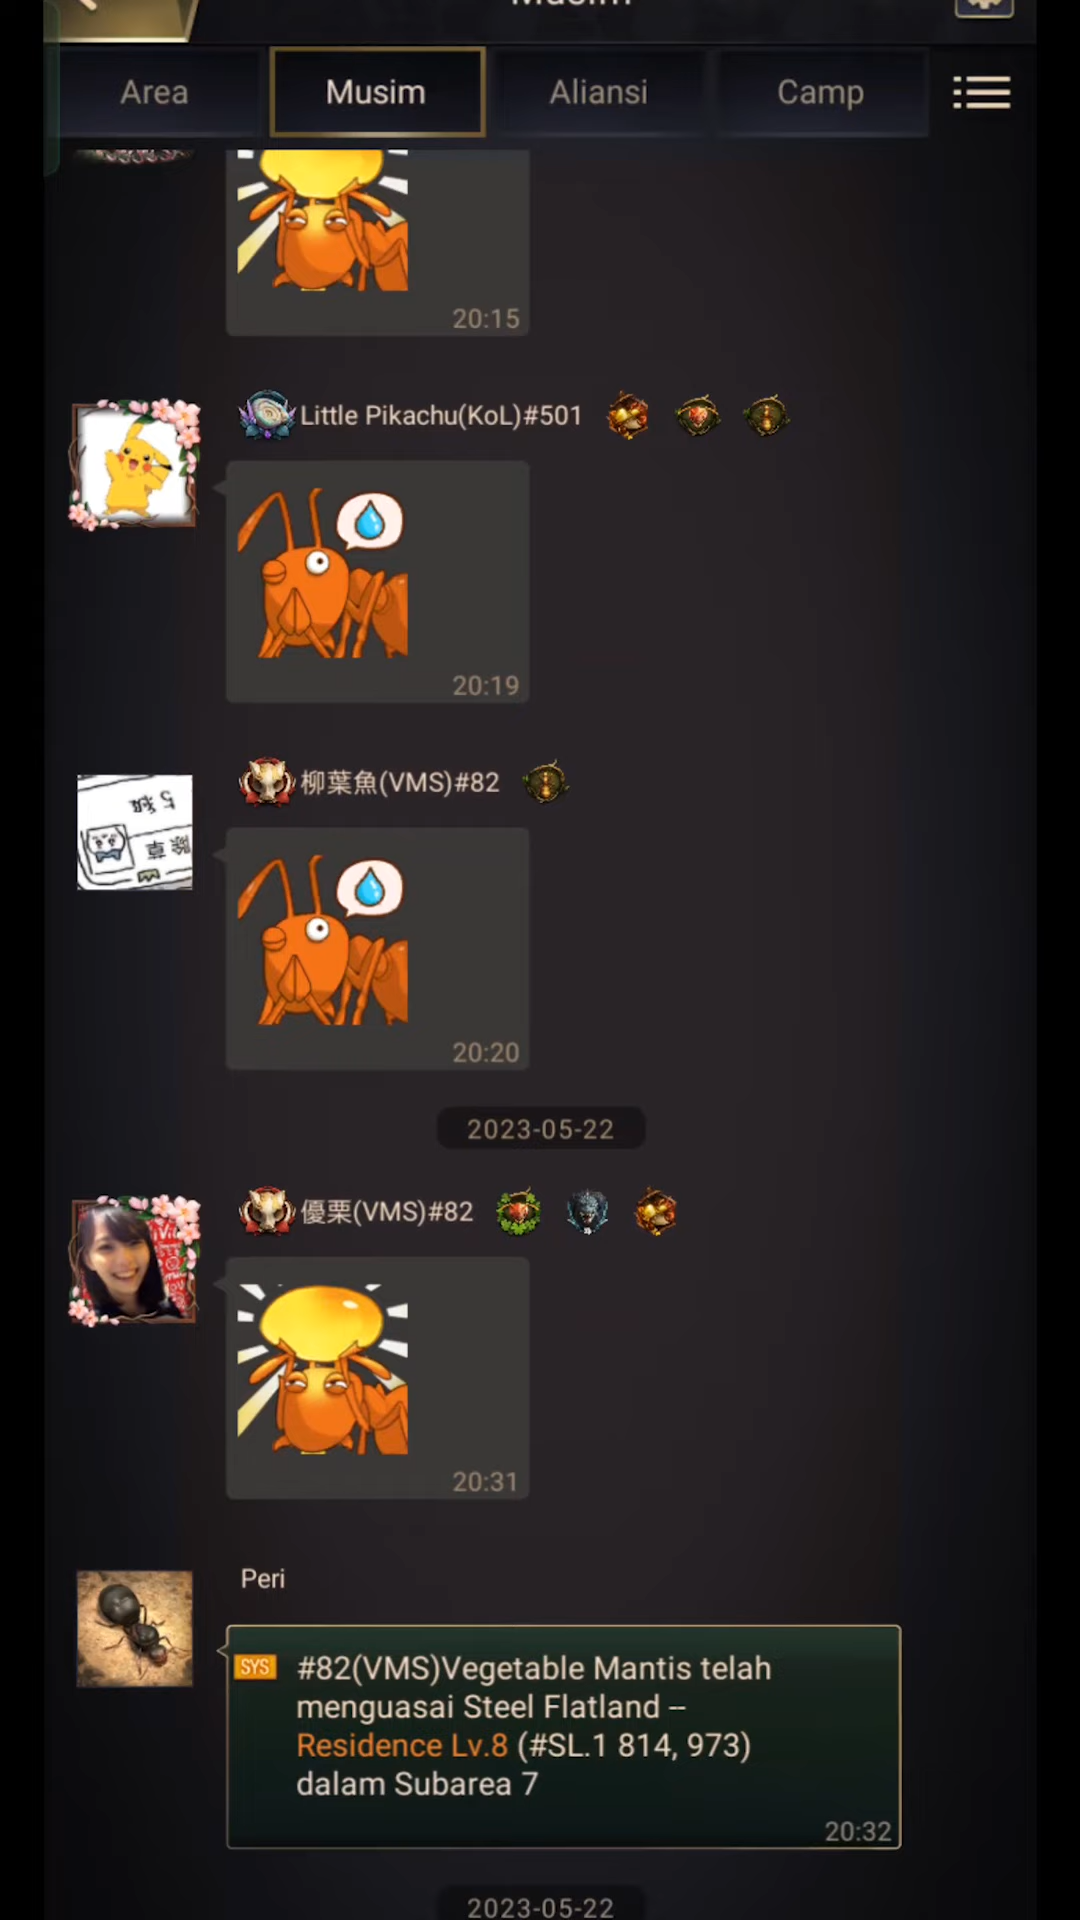 Musim
Area
Musim
Aliansi
Camp
20:15
Little Pikachu(KoL)#501
20:19
柳葉魚(VMS)#82
20:20
2023-05-22
優栗(VMS)#82
20:31
Peri
SYS
#82(VMS)Vegetable Mantis telah
menguasai Steel Flatland --
Residence Lv.8 (#SL.1 814, 973)
dalam Subarea 7
20:32
2023-05-22